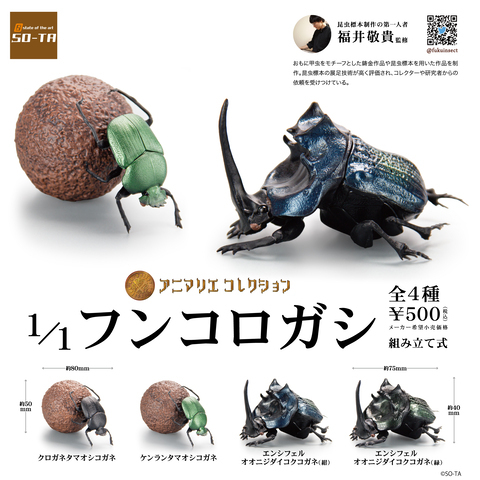 state of the art
SO-TA
昆虫標本制作の第一人者
福井敬貴 監修
@fukuinsect
おもに甲虫をモチーフとした鋳金作品や昆虫標本を用いた作品を制
作。昆虫標本の展足技術が高く評価され、コレクターや研究者からの
依頼を受けつけている。
アニマリエ コレクション
1/1 フンコロガシ
全4種
¥500(税込)
メーカー希望小売価格
組み立て式
約80mm
約50mm
クロガネタマオシコガネ
ケンランタマオシコガネ
エンシフェル
オオニジダイコクコガネ(紺)
約75mm
約40mm
エンシフェル
オオニジダイコクコガネ(緑)
©SO-TA